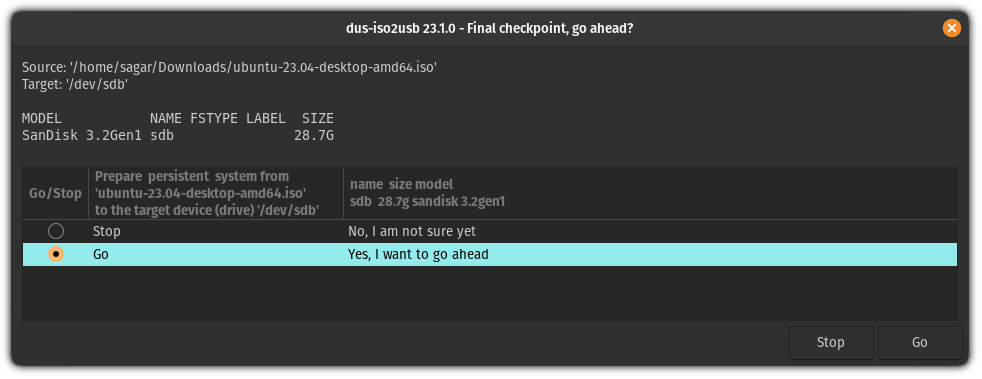 dus-iso2usb 23.1.0 - Final checkpoint, go ahead?
Source: '/home/sagar/Downloads/ubuntu-23.04-desktop-amd64.iso'
Target: '/dev/sdb'
MODEL NAME FSTYPE LABEL SIZE
SanDisk 3.2Gen1 sdb 28.7G
Go/Stop
Prepare persistent system from
'ubuntu-23.04-desktop-amd64.iso'
to the target device (drive) '/dev/sdb'
name size model
sdb 28.7g sandisk 3.2gen1
Stop No, I am not sure yet
Go Yes, I want to go ahead
Stop Go